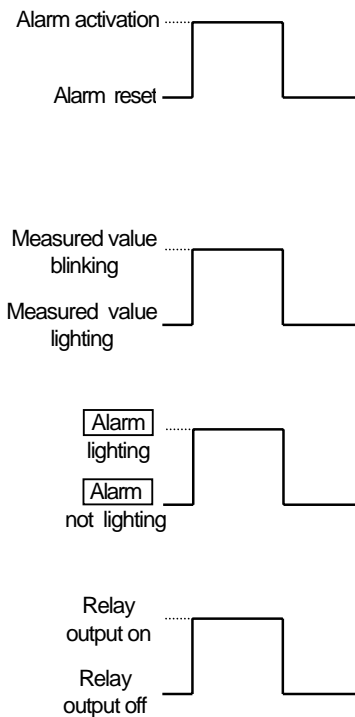 Alarm activation
Alarm reset
Measured value
blinking
Measured value
lighting
Alarm
lighting
Alarm
not lighting
Relay
output on
Relay
output off